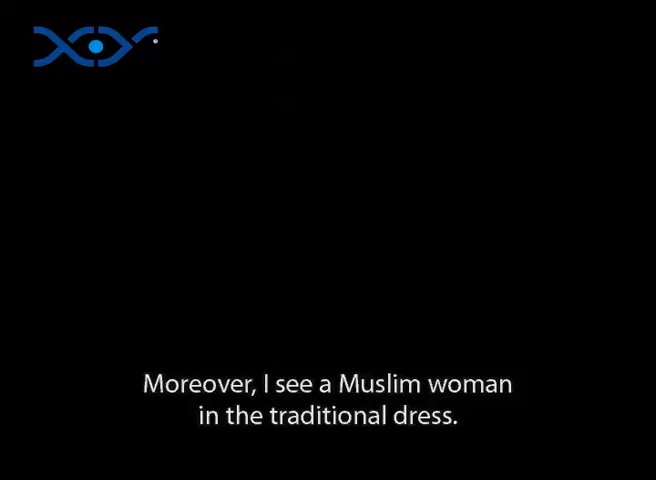 Moreover, I see a Muslim woman
in the traditional dress.